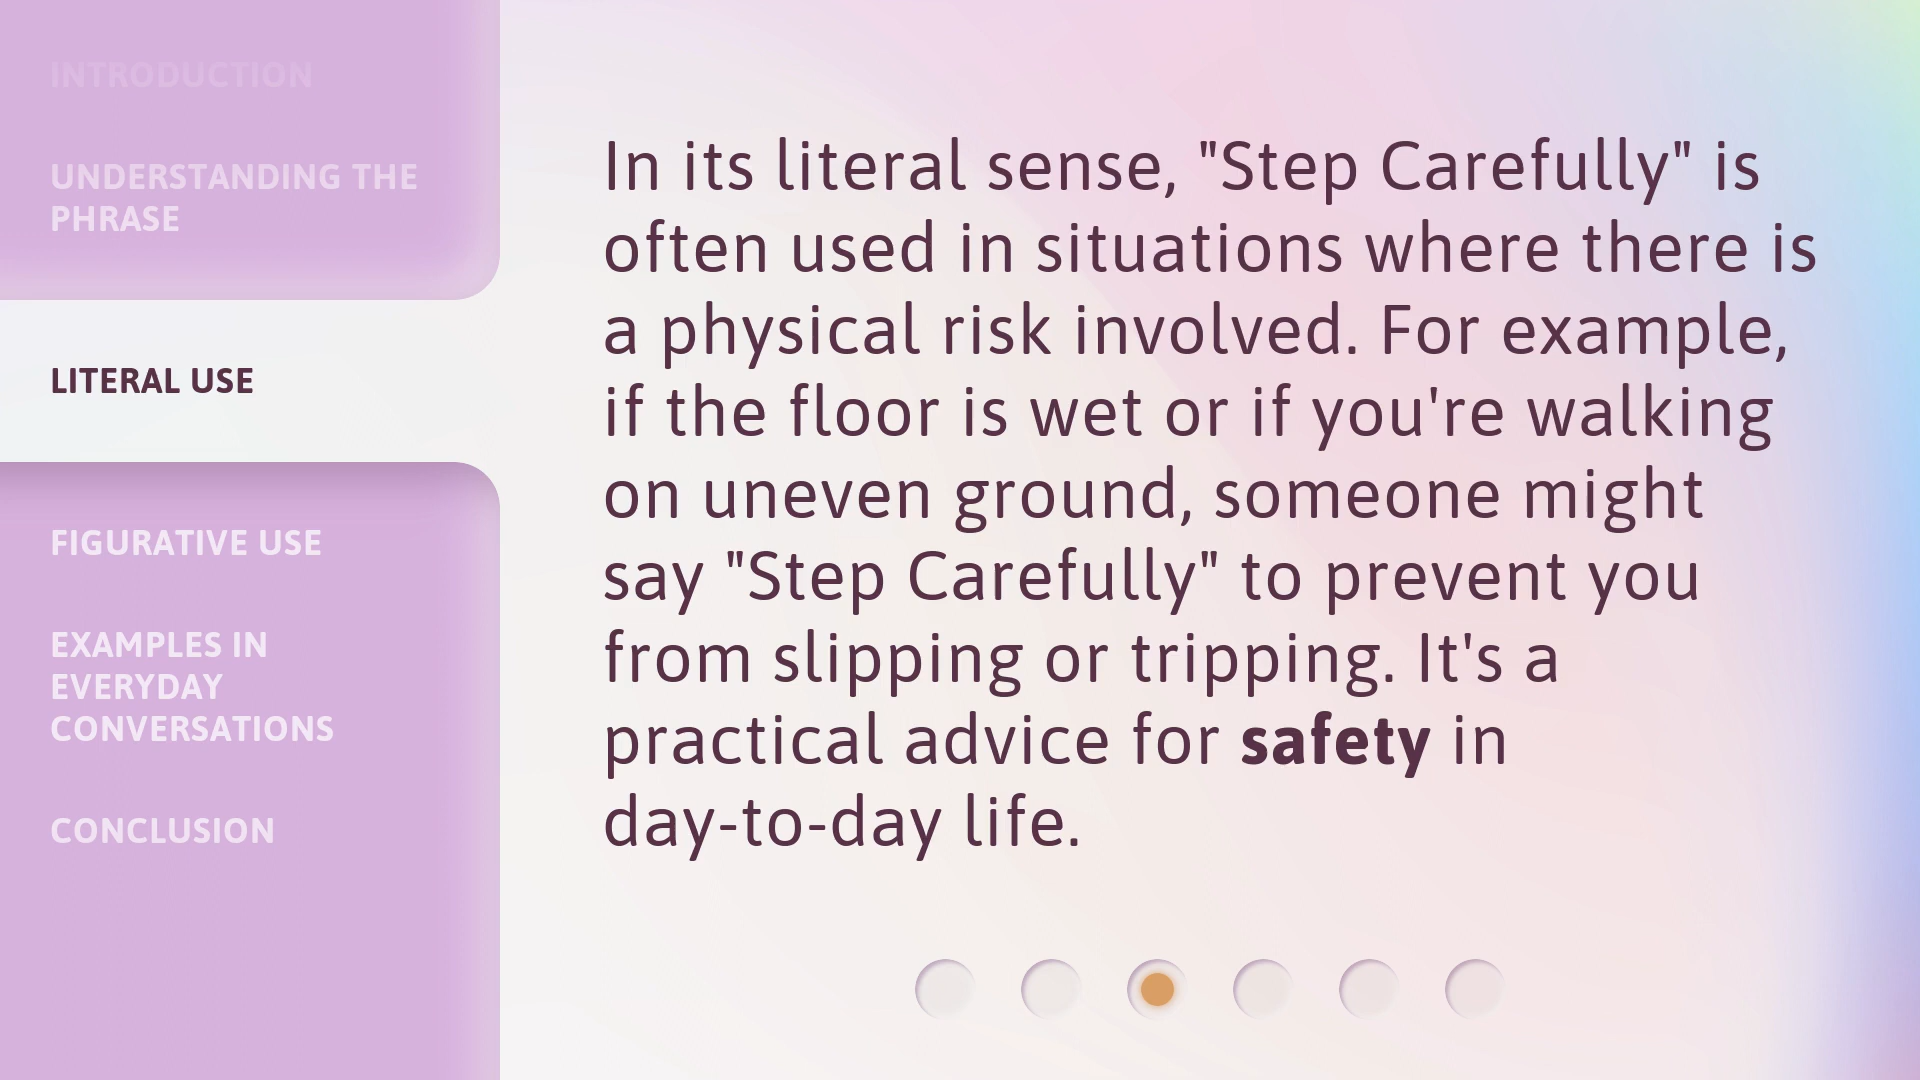 INTRODUCTION
UNDERSTANDING THE
PHRASE
LITERAL USE
FIGURATIVE USE
EXAMPLES IN
EVERYDAY
CONVERSATIONS
CONCLUSION
In its literal sense, "Step Carefully" is
often used in situations where there is
a physical risk involved. For example,
if the floor is wet or if you're walking
on uneven ground, someone might
say "Step Carefully" to prevent you
from slipping or tripping. It's a
practical advice for safety in
day-to-day life.